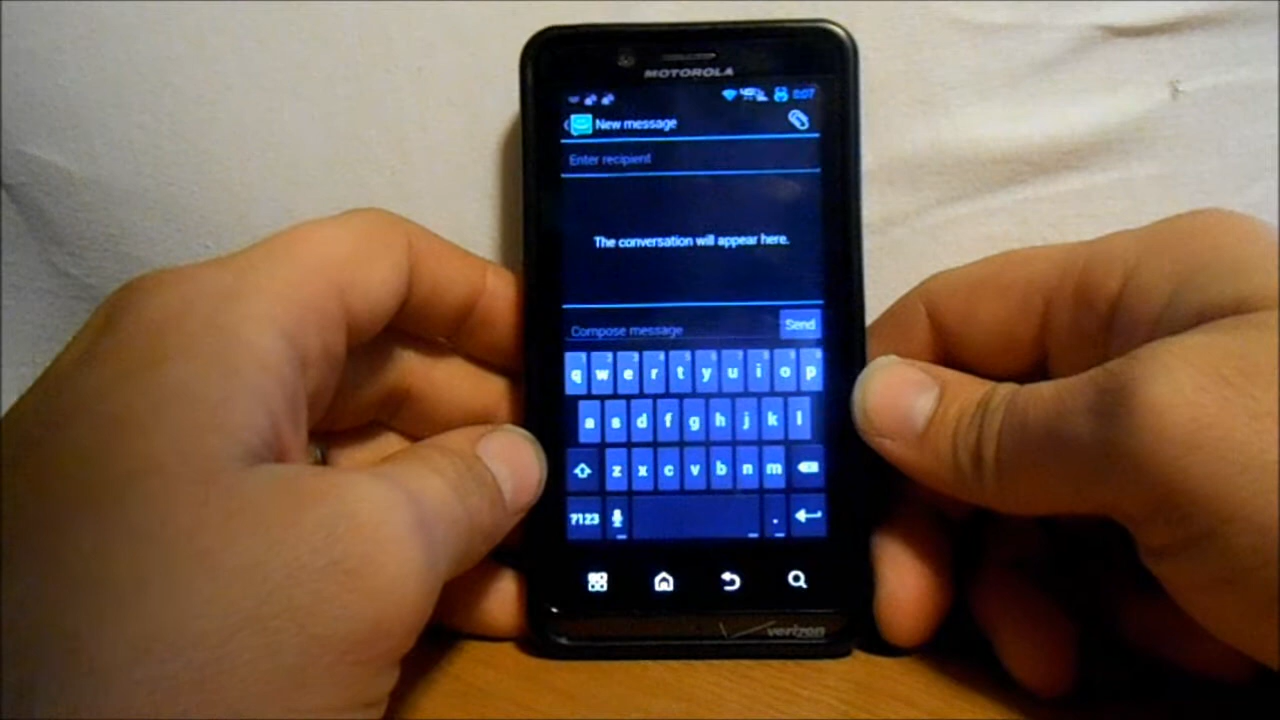 MOTOROLA
8:07
New message
Enter recipient
The conversation will appear here.
Compose message
Send
q w e r t y u i o p
a s d f g h j k l
z x c v b n m
?123 .
verizon